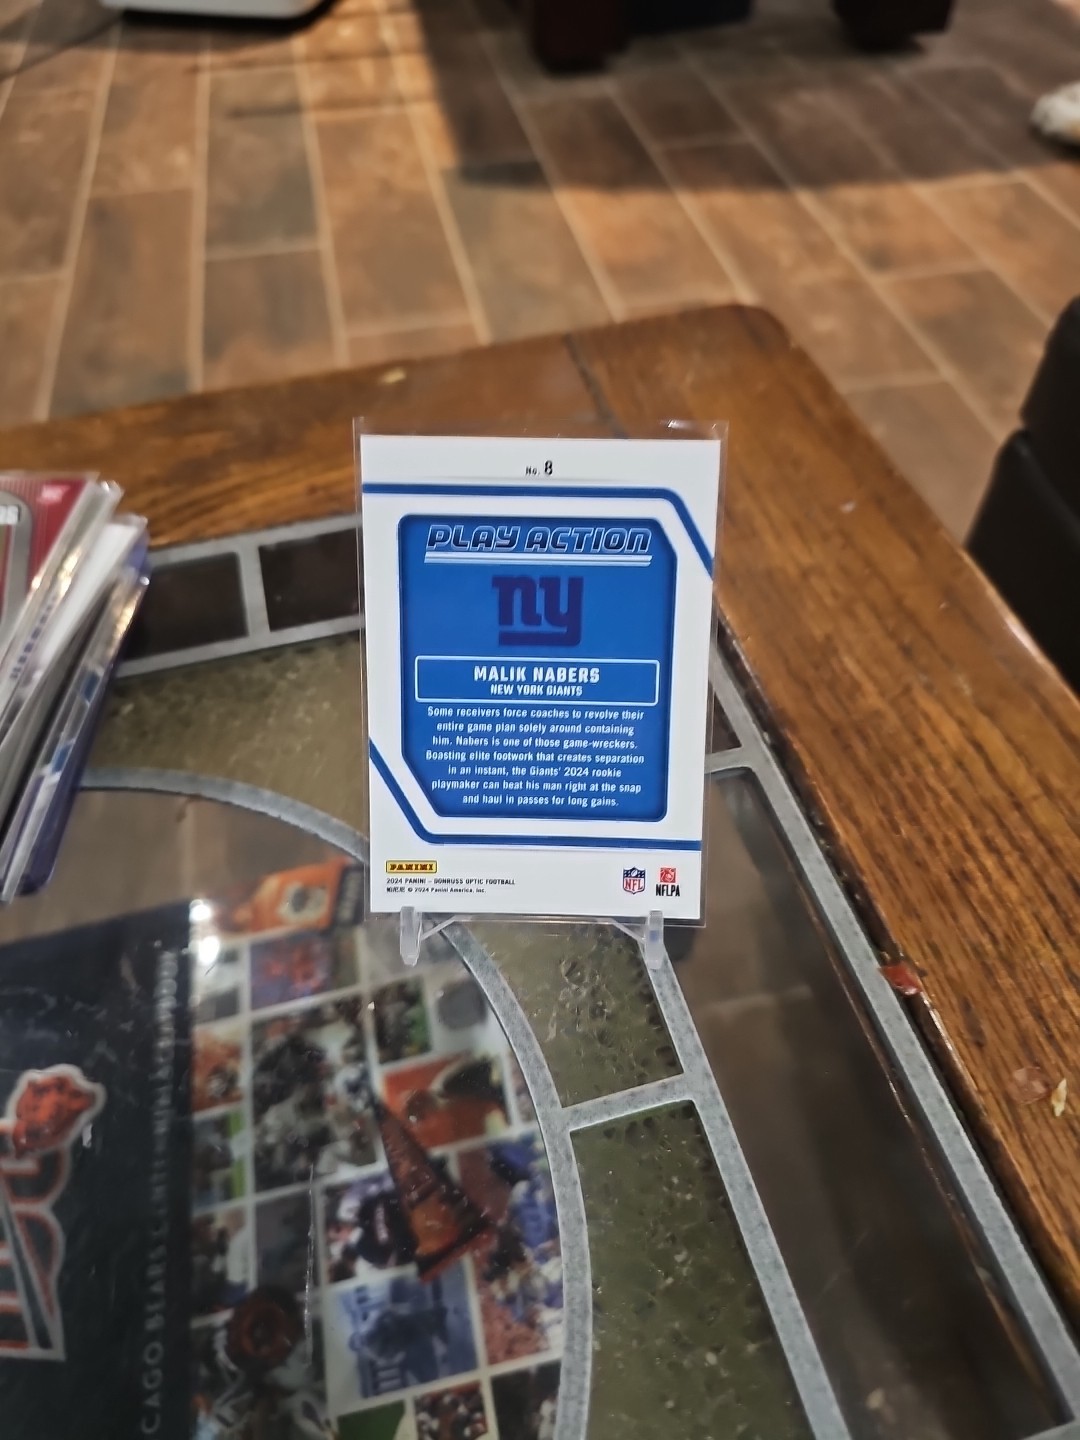 No. 8
PLAY ACTION
ny
MALIK NABERS
NEW YORK GIANTS
Some receivers force coaches to revolve their
entire game plan solely around containing
him. Nabers is one of those game-wreckers.
Boasting elite footwork that creates separation
in an instant, the Giants' 2024 rookie
playmaker can beat his man right at the snap
and haul in passes for long gains.
PANINI
2024 PANINI – DONRUSS OPTIC FOOTBALL
© 2024 Panini America, Inc.
NFL
NFLPA
CAGO BEARS